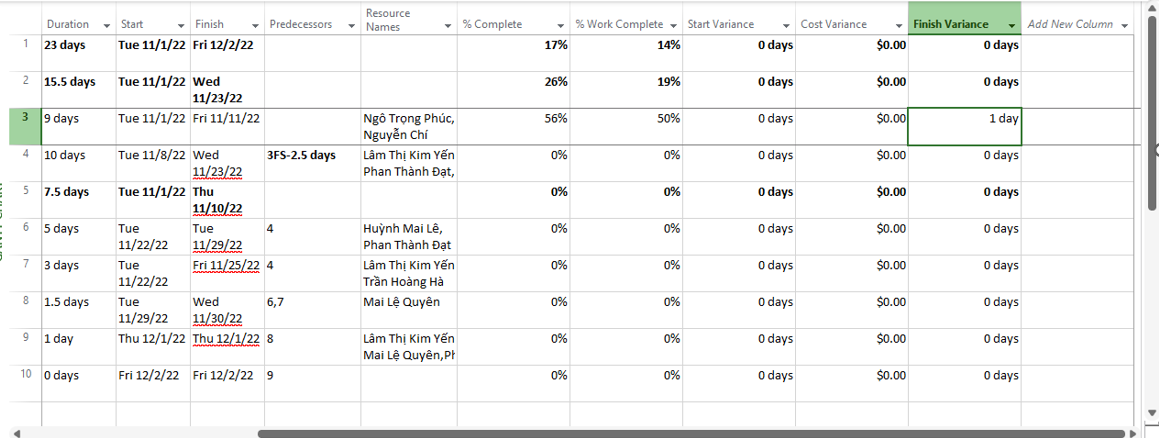 Duration Start Finish Predecessors Resource Names % Complete % Work Complete Start Variance Cost Variance Finish Variance Add New Column
1 23 days Tue 11/1/22 Fri 12/2/22 17% 14% 0 days $0.00 0 days
2 15.5 days Tue 11/1/22 Wed 11/23/22 26% 19% 0 days $0.00 0 days
3 9 days Tue 11/1/22 Fri 11/11/22 Ngô Trọng Phúc, Nguyễn Chí 56% 50% 0 days $0.00 1 day
4 10 days Tue 11/8/22 Wed 11/23/22 3FS-2.5 days Lâm Thị Kim Yến Phan Thành Đạt, 0% 0% 0 days $0.00 0 days
5 7.5 days Tue 11/1/22 Thu 11/10/22 0% 0% 0 days $0.00 0 days
6 5 days Tue 11/22/22 Tue 11/29/22 4 Huỳnh Mai Lê, Phan Thành Đạt 0% 0% 0 days $0.00 0 days
7 3 days Tue 11/22/22 Fri 11/25/22 4 Lâm Thị Kim Yến Trần Hoàng Hà 0% 0% 0 days $0.00 0 days
8 1.5 days Tue 11/29/22 Wed 11/30/22 6,7 Mai Lệ Quyên 0% 0% 0 days $0.00 0 days
9 1 day Thu 12/1/22 Thu 12/1/22 8 Lâm Thị Kim Yến Mai Lệ Quyên, 0% 0% 0 days $0.00 0 days
10 0 days Fri 12/2/22 Fri 12/2/22 9 0% 0% 0 days $0.00 0 days